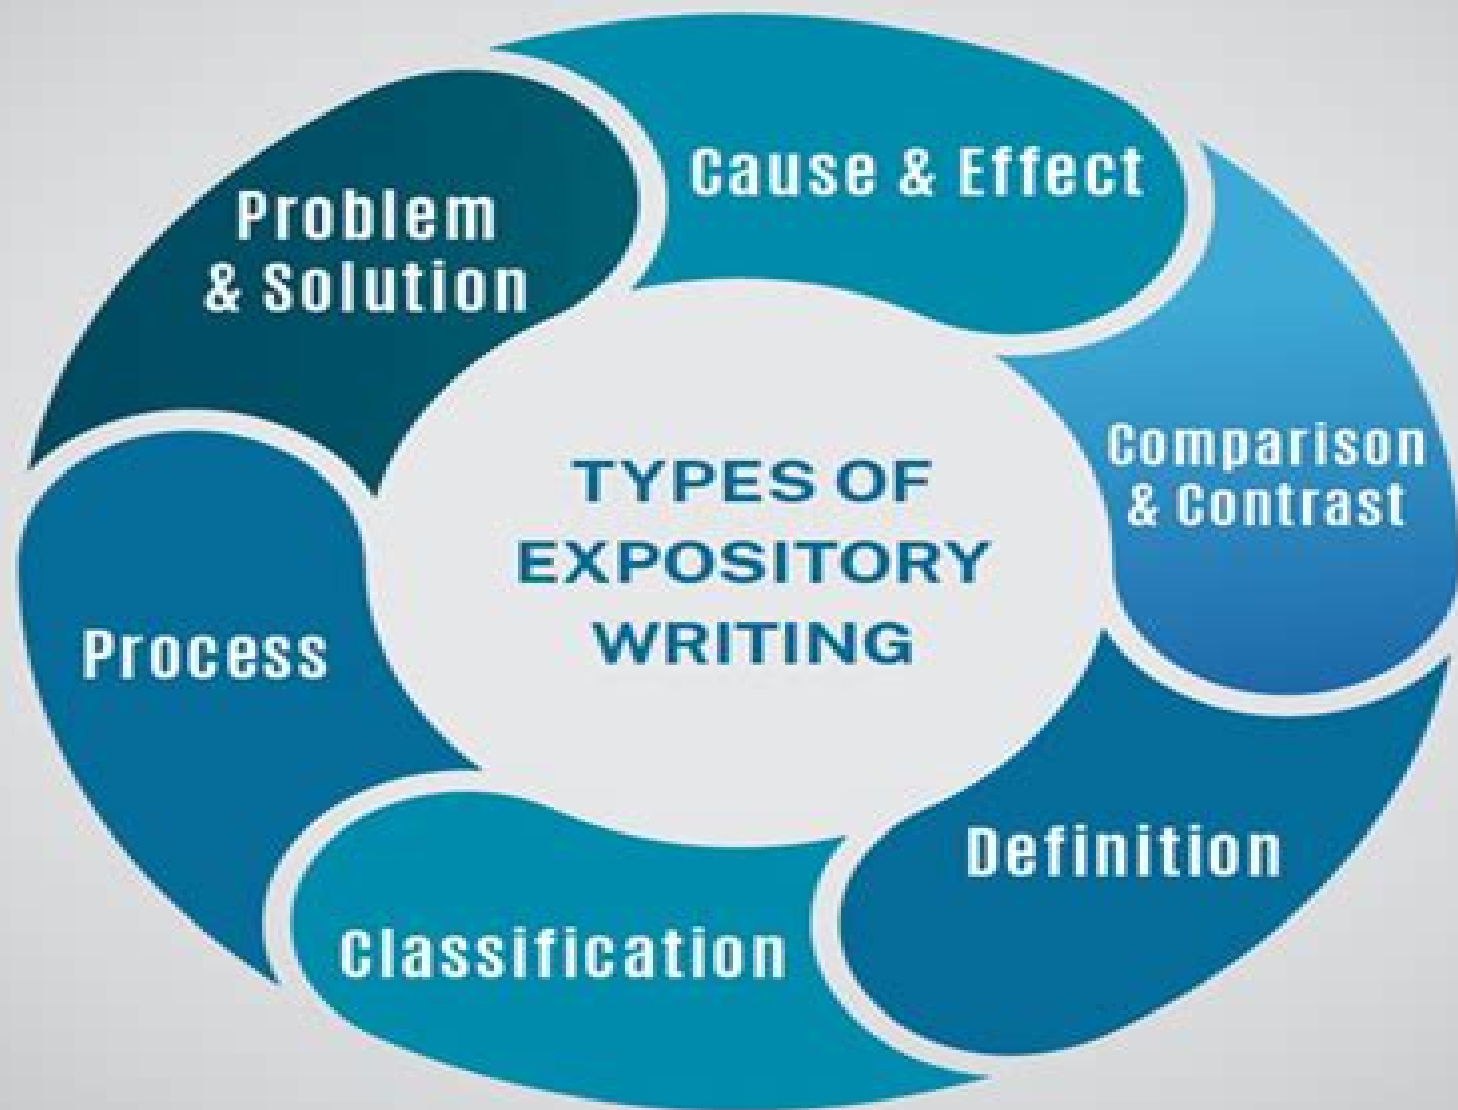 TYPES OF
EXPOSITORY
WRITING
Cause & Effect
Comparison
& Contrast
Definition
Classification
Process
Problem
& Solution